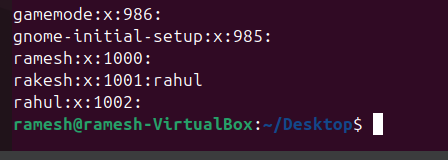 gamemode:x:986:
gnome-initial-setup:x:985:
ramesh:x:1000:
rakesh:x:1001:rahul
rahul:x:1002:
ramesh@ramesh-VirtualBox:~/Desktop$